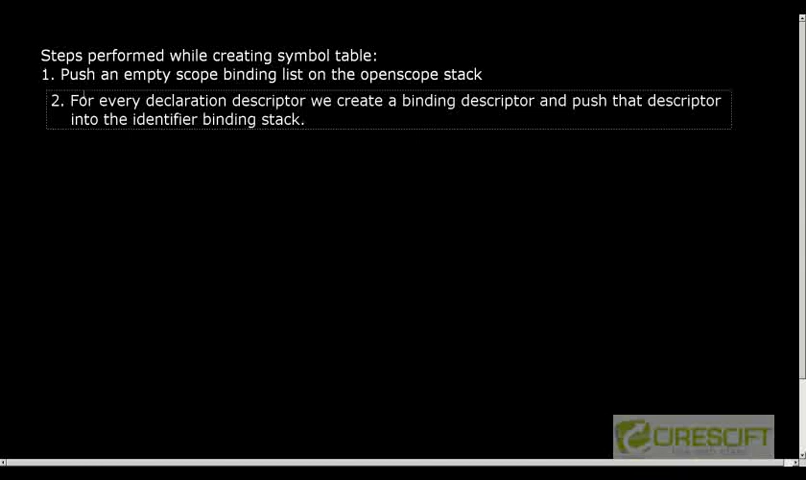 Steps performed while creating symbol table:
1. Push an empty scope binding list on the openscope stack
2. For every declaration descriptor we create a binding descriptor and push that descriptor
into the identifier binding stack.
CIRESCIFT